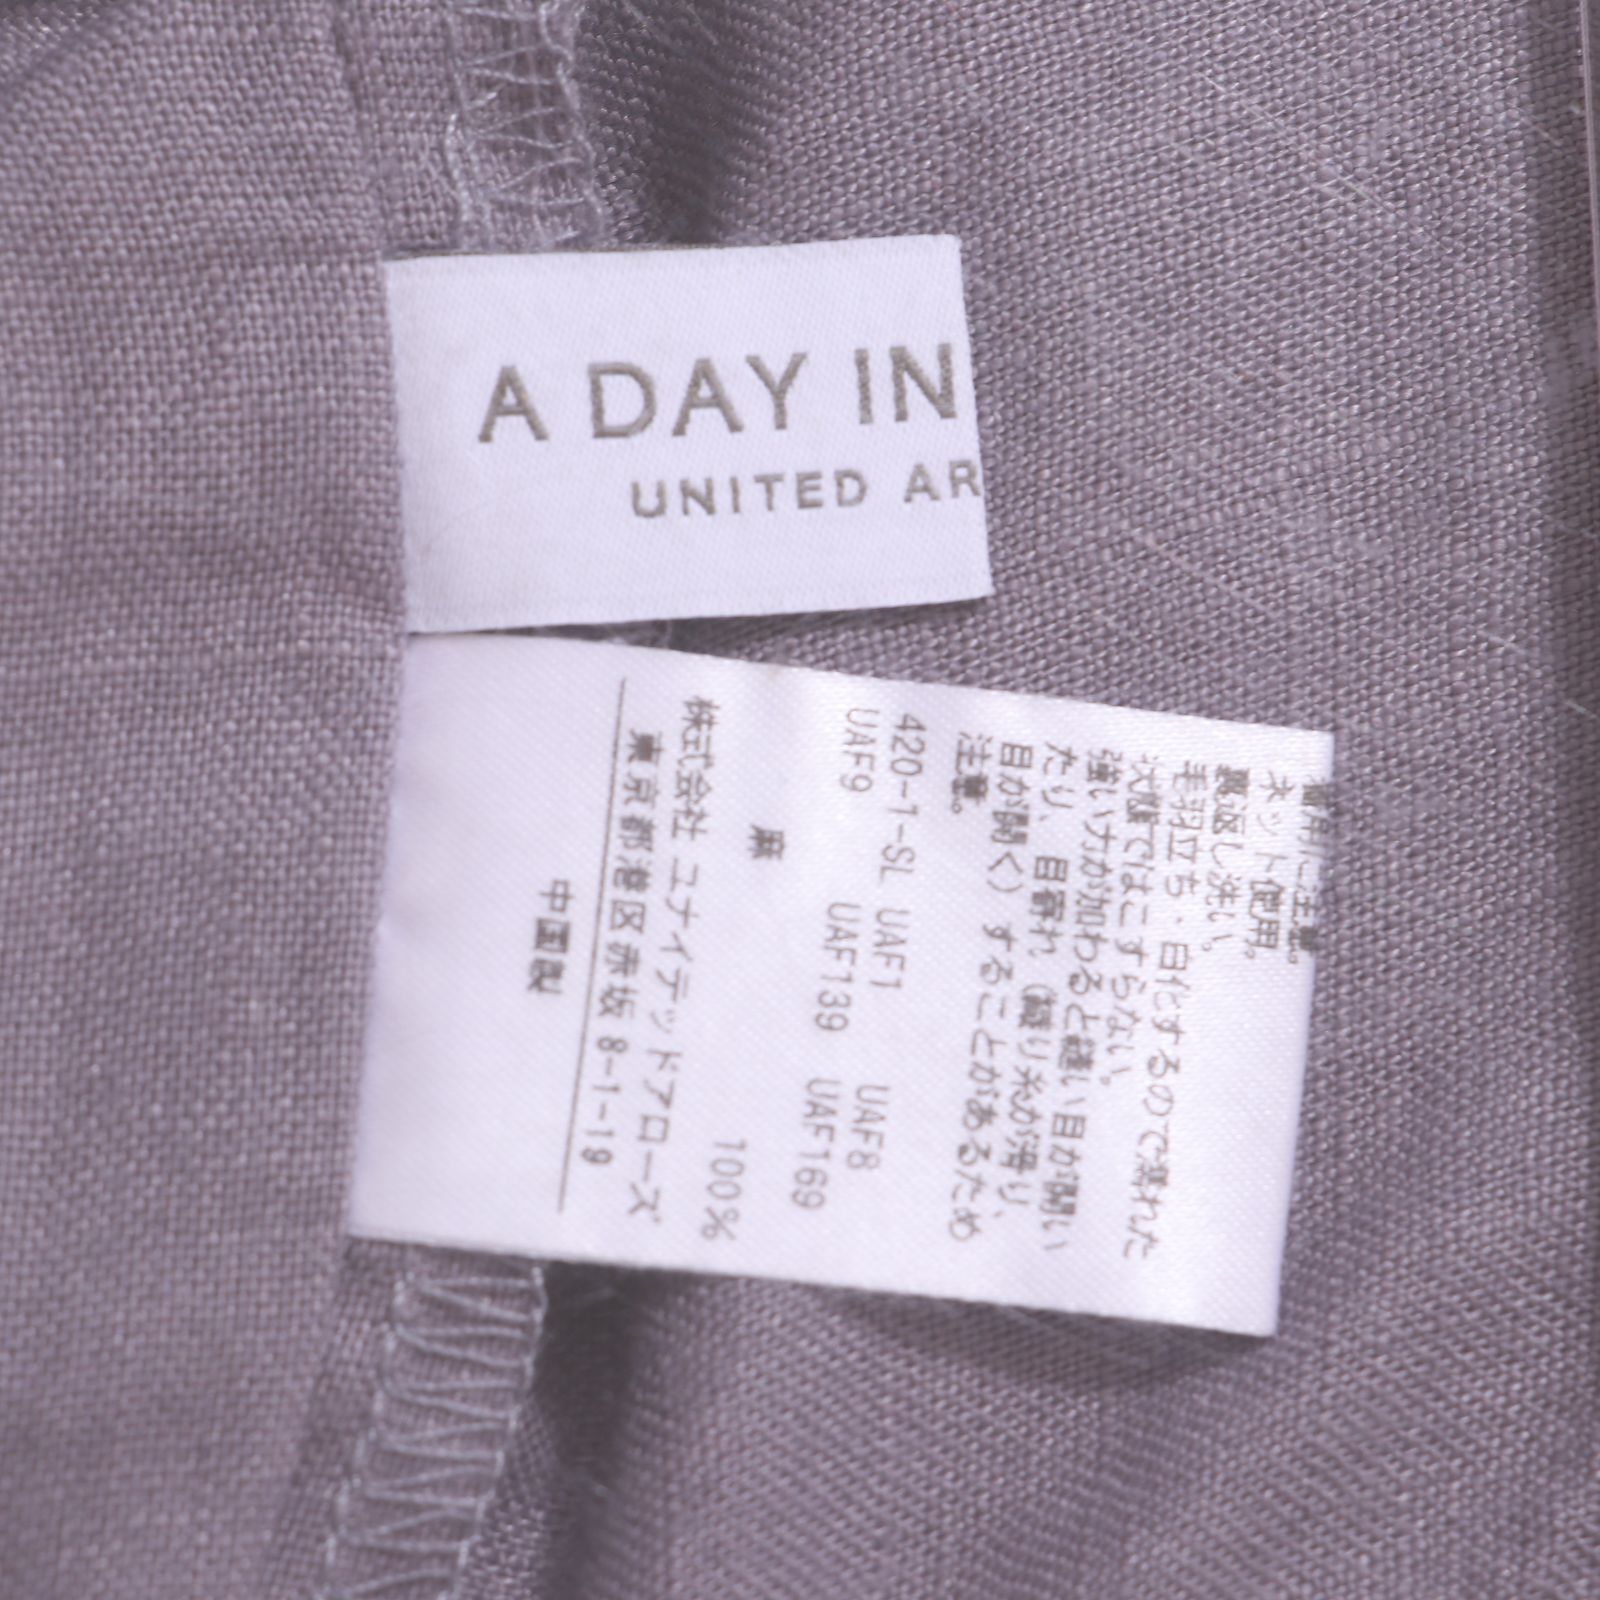 A DAY IN
UNITED AR
ネット使用。
裏返し洗い。
毛羽立ち・白化するので濡れた
状態ではこすらない。
強い力が加わると縫い目が開い
たり、目寄れ（織り糸が滑り、
目が開く）することがあるため
注意。
420-1-SL UAF1 UAF8
UAF9 UAF139 UAF169
麻 100%
株式会社 ユナイテッドアローズ
東京都港区赤坂 8-1-19
中国製